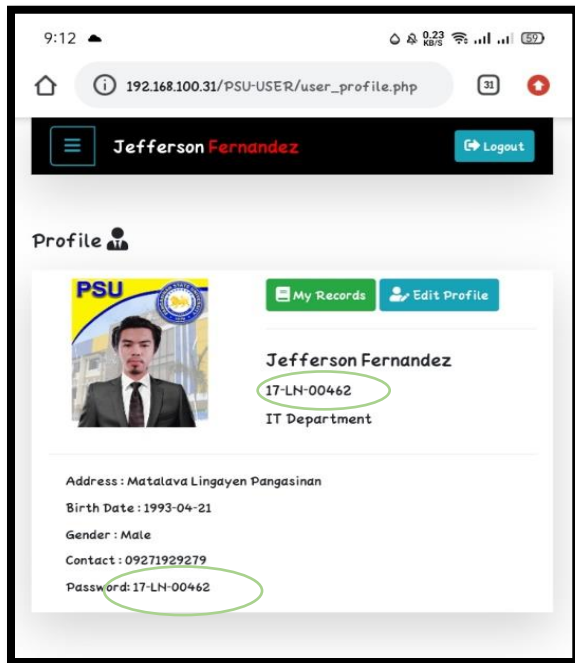 9:12
0.23 KB/S
59
192.168.100.31/PSU-USER/user_profile.php
31
Jefferson Fernandez
Logout
Profile
PSU
My Records
Edit Profile
Jefferson Fernandez
17-LN-00462
IT Department
Address : Matalava Lingayen Pangasinan
Birth Date : 1993-04-21
Gender : Male
Contact : 09271929279
Password: 17-LN-00462